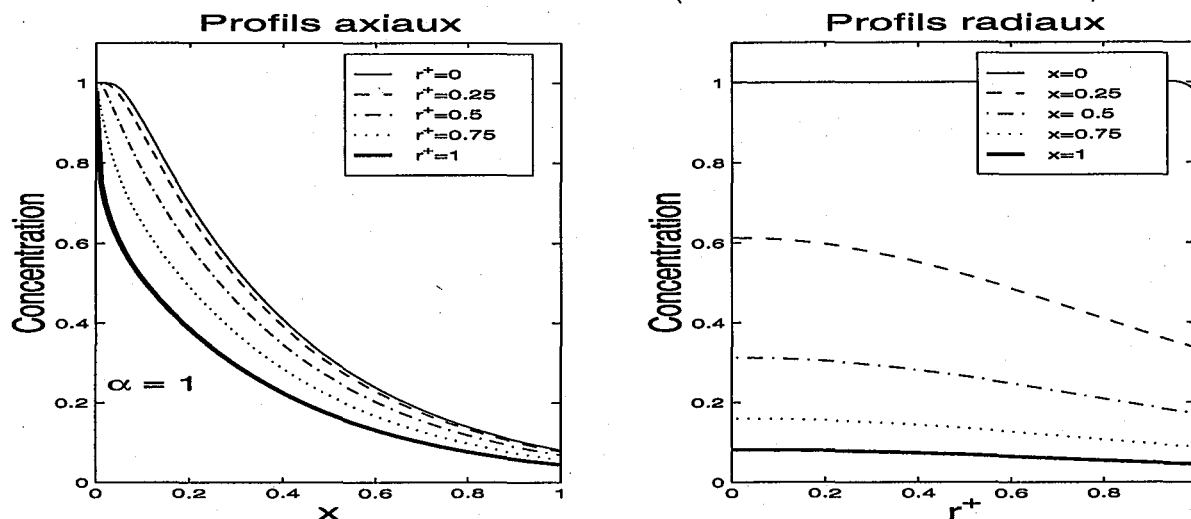 Profils axiaux
1
0.8
0.6
0.4
0.2
0
0
0.2
0.4
0.6
0.8
1
Concentration
x
α = 1
r+=0
r+=0.25
r+=0.5
r+=0.75
r+=1
Profils radiaux
1
0.8
0.6
0.4
0.2
0
0
0.2
0.4
0.6
0.8
Concentration
r+
x=0
x=0.25
x= 0.5
x=0.75
x=1